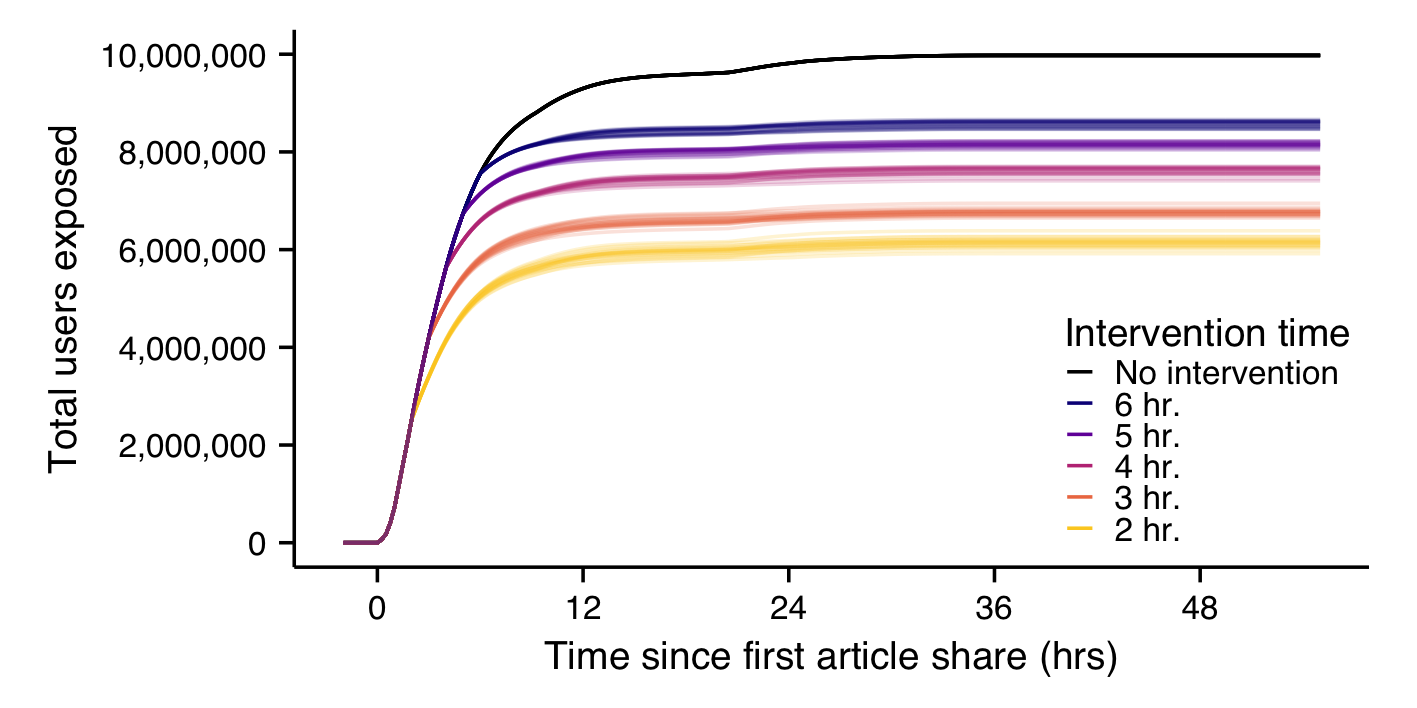 Total users exposed
10,000,000
8,000,000
6,000,000
4,000,000
2,000,000
0
Intervention time
No intervention
6 hr.
5 hr.
4 hr.
3 hr.
2 hr.
0 12 24 36 48
Time since first article share (hrs)